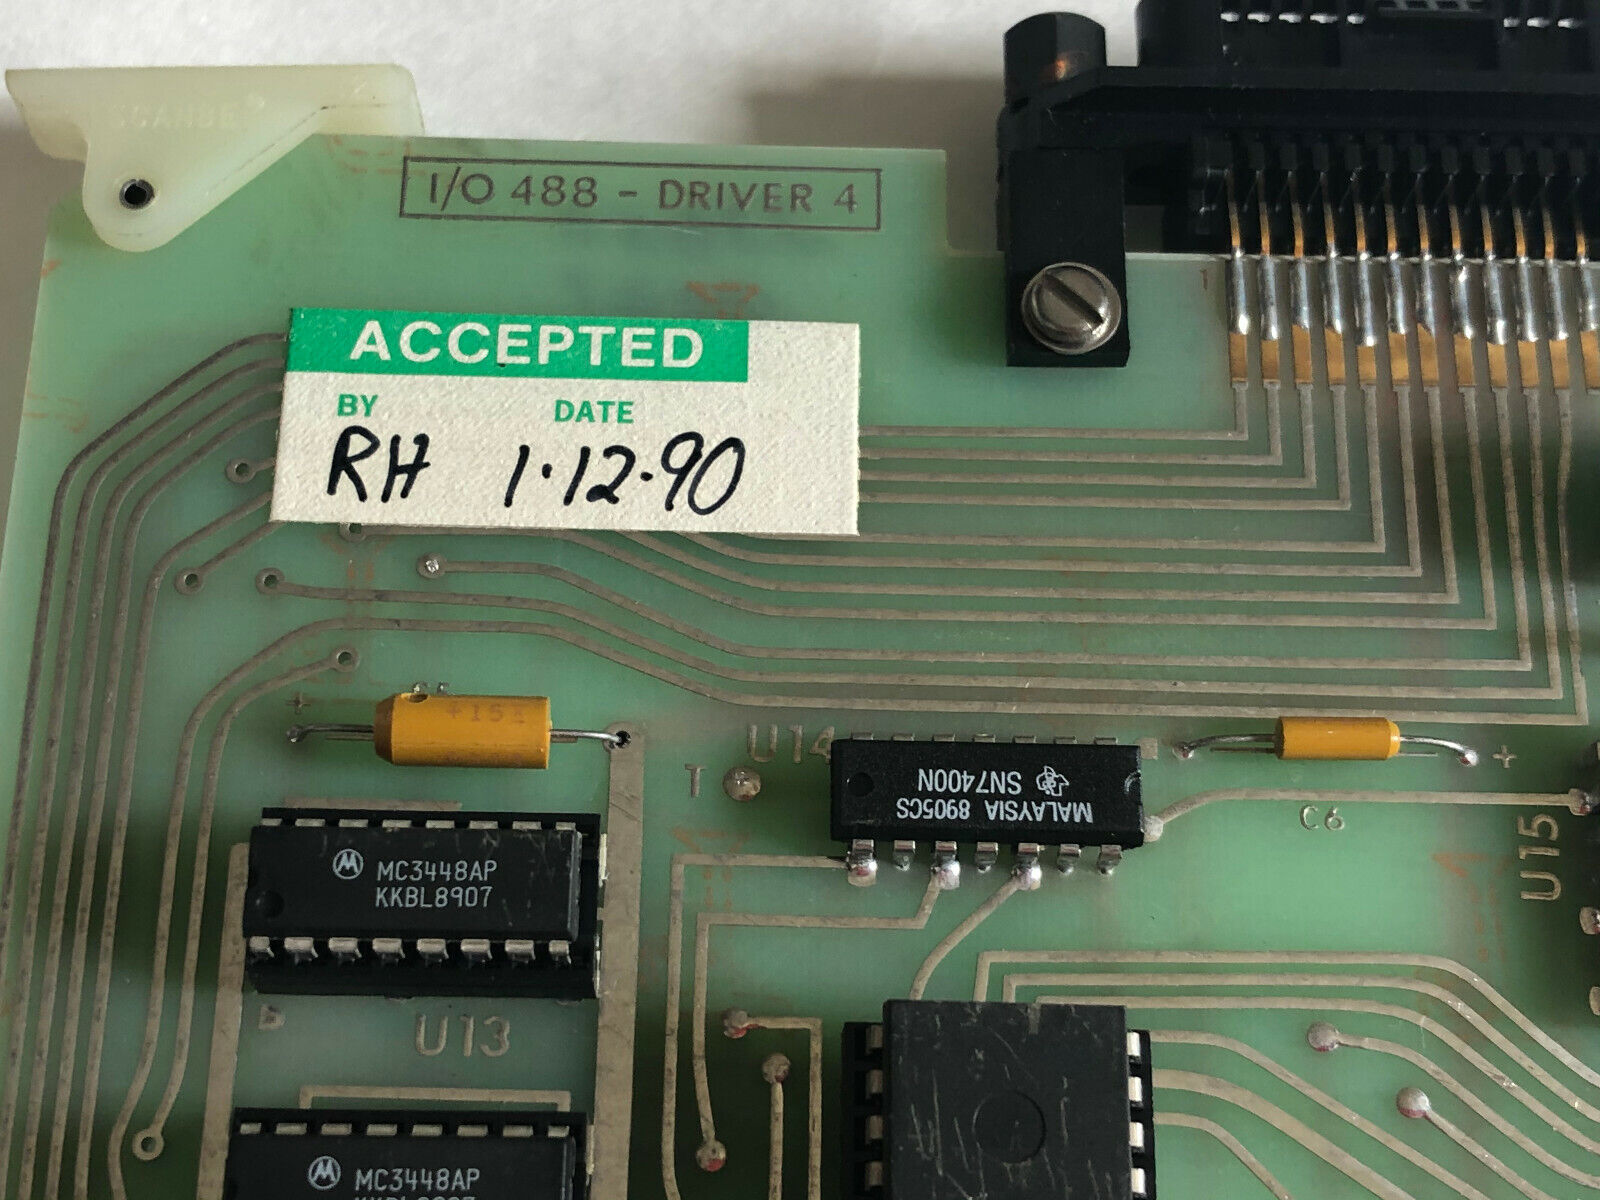 SCANBE
I/O 488 - DRIVER 4
ACCEPTED
BY DATE
RH 1·12·90
1
+
U14
T
SN7400N
MALAYSIA 8905CS
+
C6
U15
MC3448AP
KKBL8907
U13
MC3448AP